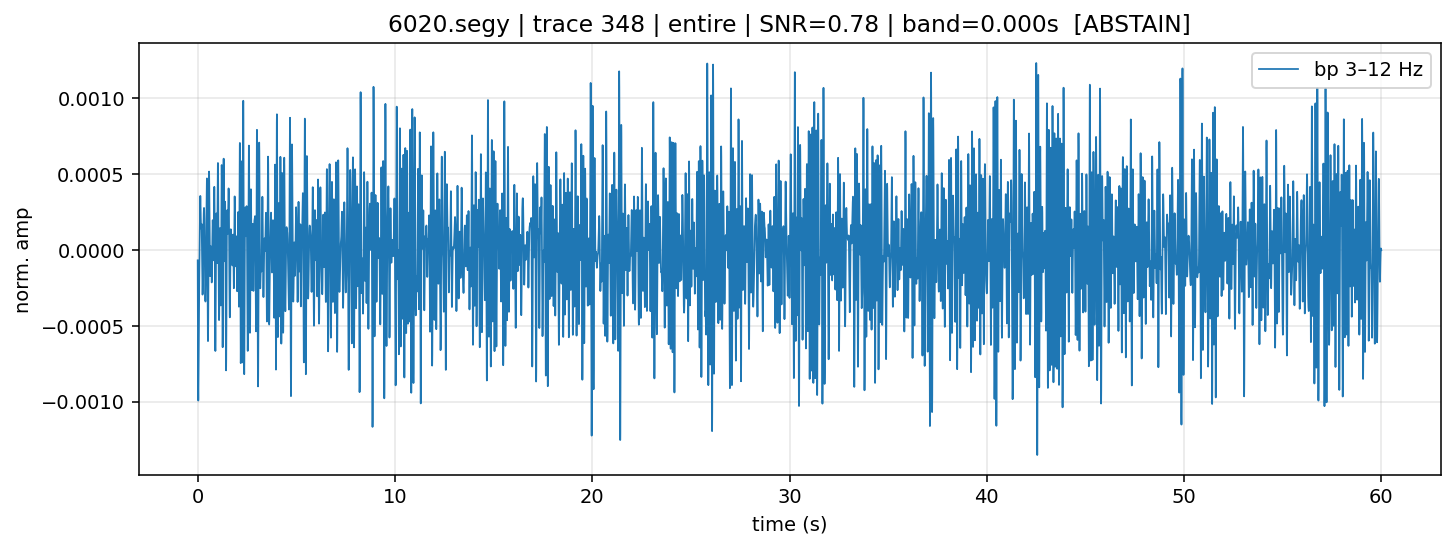 6020.segy | trace 348 | entire | SNR=0.78 | band=0.000s  [ABSTAIN]
bp 3–12 Hz
norm. amp
0.0010
0.0005
0.0000
−0.0005
−0.0010
0 10 20 30 40 50 60
time (s)